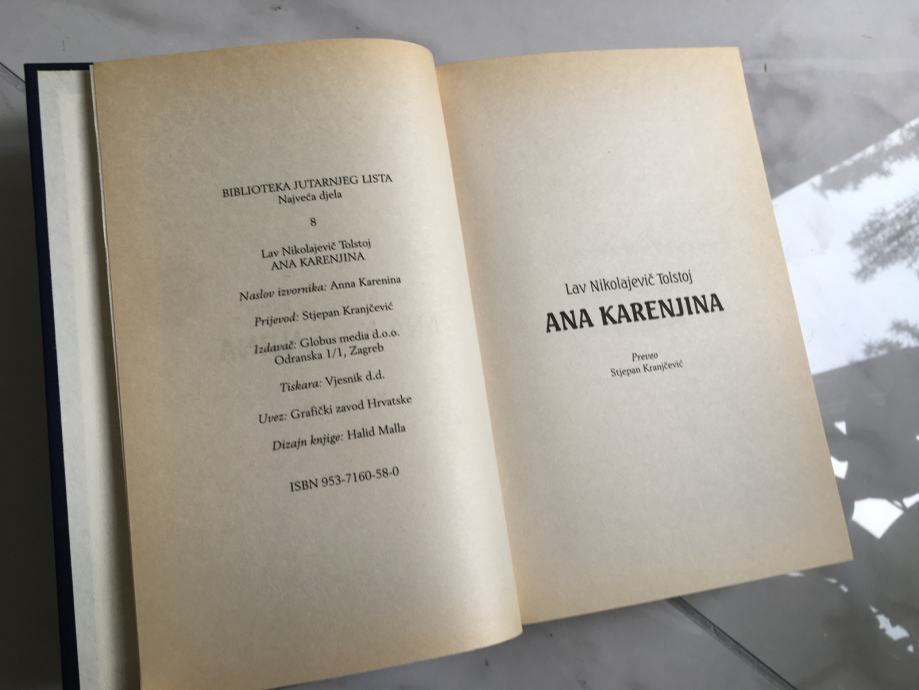 BIBLIOTEKA JUTARNJEG LISTA
Najveća djela
8
Lav Nikolajevič Tolstoj
ANA KARENJINA
Naslov izvornika: Anna Karenina
Prijevod: Stjepan Kranjčević
Izdavač: Globus media d.o.o.
Odranska 1/1, Zagreb
Tiskara: Vjesnik d.d.
Uvez: Grafički zavod Hrvatske
Dizajn knjige: Halid Malla
ISBN 953-7160-58-0
Lav Nikolajevič Tolstoj
ANA KARENJINA
Preveo
Stjepan Kranjčević